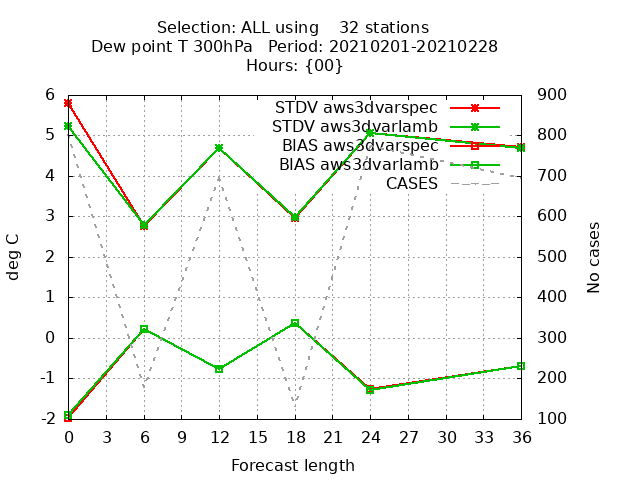 Selection: ALL using    32 stations
Dew point T 300hPa   Period: 20210201-20210228
Hours: {00}
6 900
STDV aws3dvarspec
5 800
STDV aws3dvarlamb
BIAS aws3dvarspec
BIAS aws3dvarlamb
4 700
CASES
3 600
2 500
1 400
0 300
-1 200
-2 100
deg C
No cases
0 3 6 9 12 15 18 21 24 27 30 33 36
Forecast length